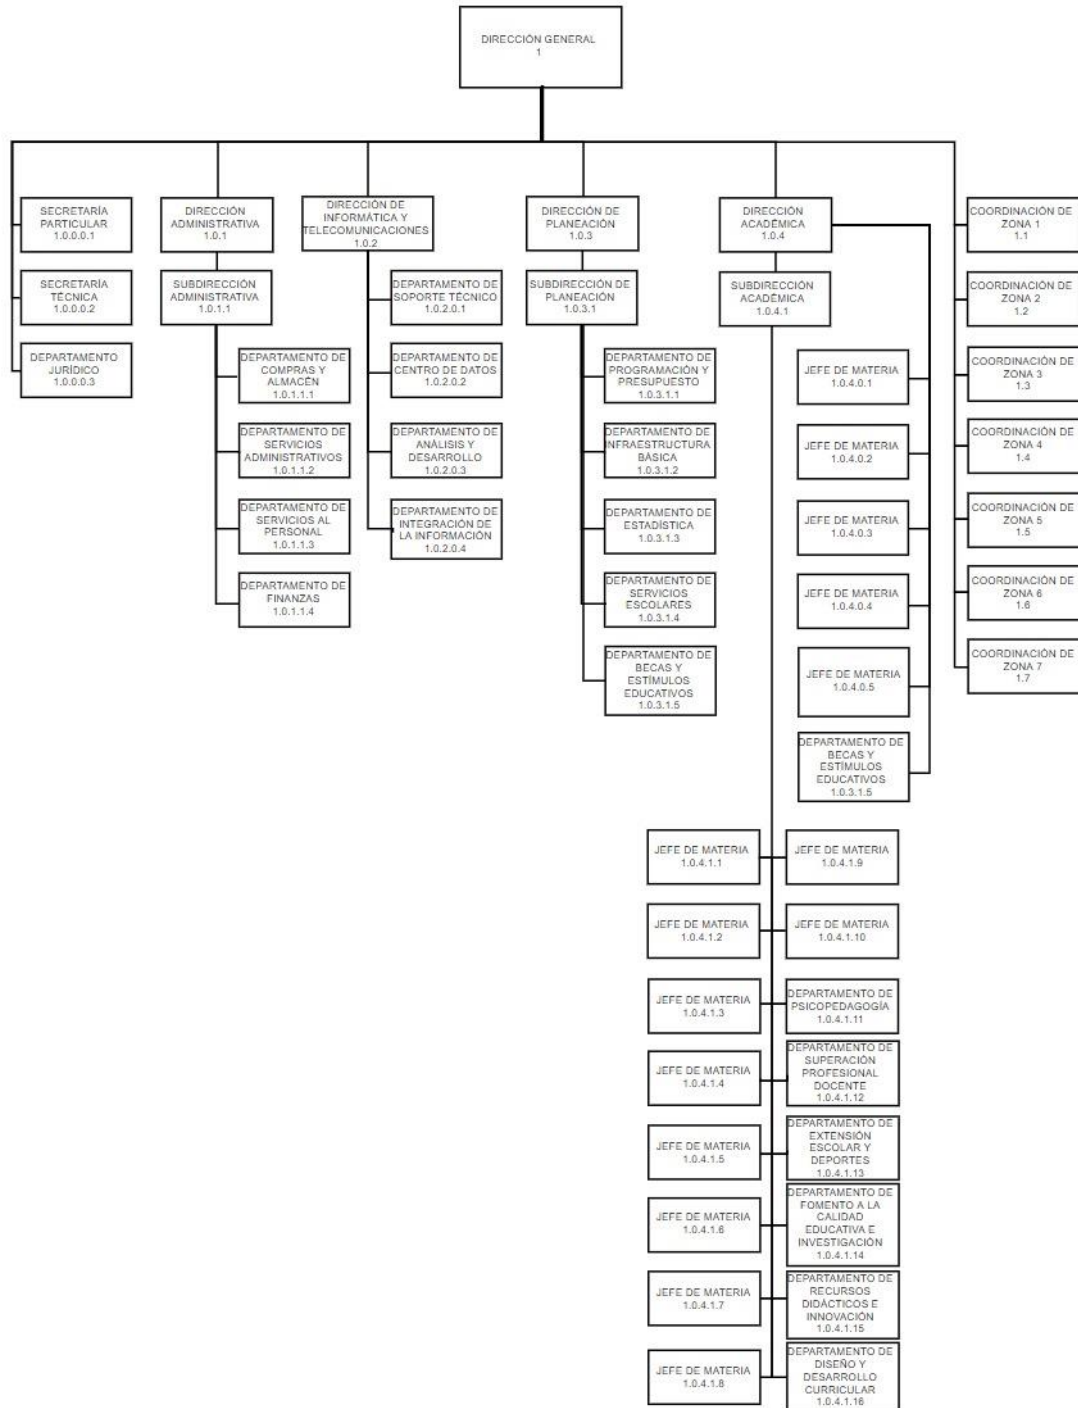 DIRECCIÓN GENERAL
1
SECRETARÍA
PARTICULAR
1.0.0.0.1
DIRECCIÓN
ADMINISTRATIVA
1.0.1
DIRECCIÓN DE
INFORMÁTICA Y
TELECOMUNICACIONES
1.0.2
DIRECCIÓN DE
PLANEACIÓN
1.0.3
DIRECCIÓN
ACADÉMICA
1.0.4
COORDINACIÓN DE
ZONA 1
1.1
SECRETARÍA
TÉCNICA
1.0.0.0.2
SUBDIRECCIÓN
ADMINISTRATIVA
1.0.1.1
DEPARTAMENTO DE
SOPORTE TÉCNICO
1.0.2.0.1
SUBDIRECCIÓN DE
PLANEACIÓN
1.0.3.1
SUBDIRECCIÓN
ACADÉMICA
1.0.4.1
COORDINACIÓN DE
ZONA 2
1.2
DEPARTAMENTO
JURÍDICO
1.0.0.0.3
DEPARTAMENTO DE
COMPRAS Y
ALMACÉN
1.0.1.1.1
DEPARTAMENTO DE
CENTRO DE DATOS
1.0.2.0.2
DEPARTAMENTO DE
PROGRAMACIÓN Y
PRESUPUESTO
1.0.3.1.1
JEFE DE MATERIA
1.0.4.0.1
COORDINACIÓN DE
ZONA 3
1.3
DEPARTAMENTO DE
SERVICIOS
ADMINISTRATIVOS
1.0.1.1.2
DEPARTAMENTO DE
ANÁLISIS Y
DESARROLLO
1.0.2.0.3
DEPARTAMENTO DE
INFRAESTRUCTURA
BÁSICA
1.0.3.1.2
JEFE DE MATERIA
1.0.4.0.2
COORDINACIÓN DE
ZONA 4
1.4
DEPARTAMENTO DE
SERVICIOS AL
PERSONAL
1.0.1.1.3
DEPARTAMENTO DE
INTEGRACIÓN DE
LA INFORMACIÓN
1.0.2.0.4
DEPARTAMENTO DE
ESTADÍSTICA
1.0.3.1.3
JEFE DE MATERIA
1.0.4.0.3
COORDINACIÓN DE
ZONA 5
1.5
DEPARTAMENTO DE
FINANZAS
1.0.1.1.4
DEPARTAMENTO DE
SERVICIOS
ESCOLARES
1.0.3.1.4
JEFE DE MATERIA
1.0.4.0.4
COORDINACIÓN DE
ZONA 6
1.6
DEPARTAMENTO DE
BECAS Y
ESTÍMULOS
EDUCATIVOS
1.0.3.1.5
JEFE DE MATERIA
1.0.4.0.5
COORDINACIÓN DE
ZONA 7
1.7
DEPARTAMENTO DE
BECAS Y
ESTÍMULOS
EDUCATIVOS
1.0.3.1.5
JEFE DE MATERIA
1.0.4.1.1
JEFE DE MATERIA
1.0.4.1.9
JEFE DE MATERIA
1.0.4.1.2
JEFE DE MATERIA
1.0.4.1.10
JEFE DE MATERIA
1.0.4.1.3
DEPARTAMENTO DE
PSICOPEDAGOGÍA
1.0.4.1.11
JEFE DE MATERIA
1.0.4.1.4
DEPARTAMENTO DE
SUPERACIÓN
PROFESIONAL
DOCENTE
1.0.4.1.12
JEFE DE MATERIA
1.0.4.1.5
DEPARTAMENTO DE
EXTENSIÓN
ESCOLAR Y
DEPORTES
1.0.4.1.13
JEFE DE MATERIA
1.0.4.1.6
DEPARTAMENTO DE
FOMENTO A LA
CALIDAD
EDUCATIVA E
INVESTIGACIÓN
1.0.4.1.14
JEFE DE MATERIA
1.0.4.1.7
DEPARTAMENTO DE
RECURSOS
DIDÁCTICOS E
INNOVACIÓN
1.0.4.1.15
JEFE DE MATERIA
1.0.4.1.8
DEPARTAMENTO DE
DISEÑO Y
DESARROLLO
CURRICULAR
1.0.4.1.16